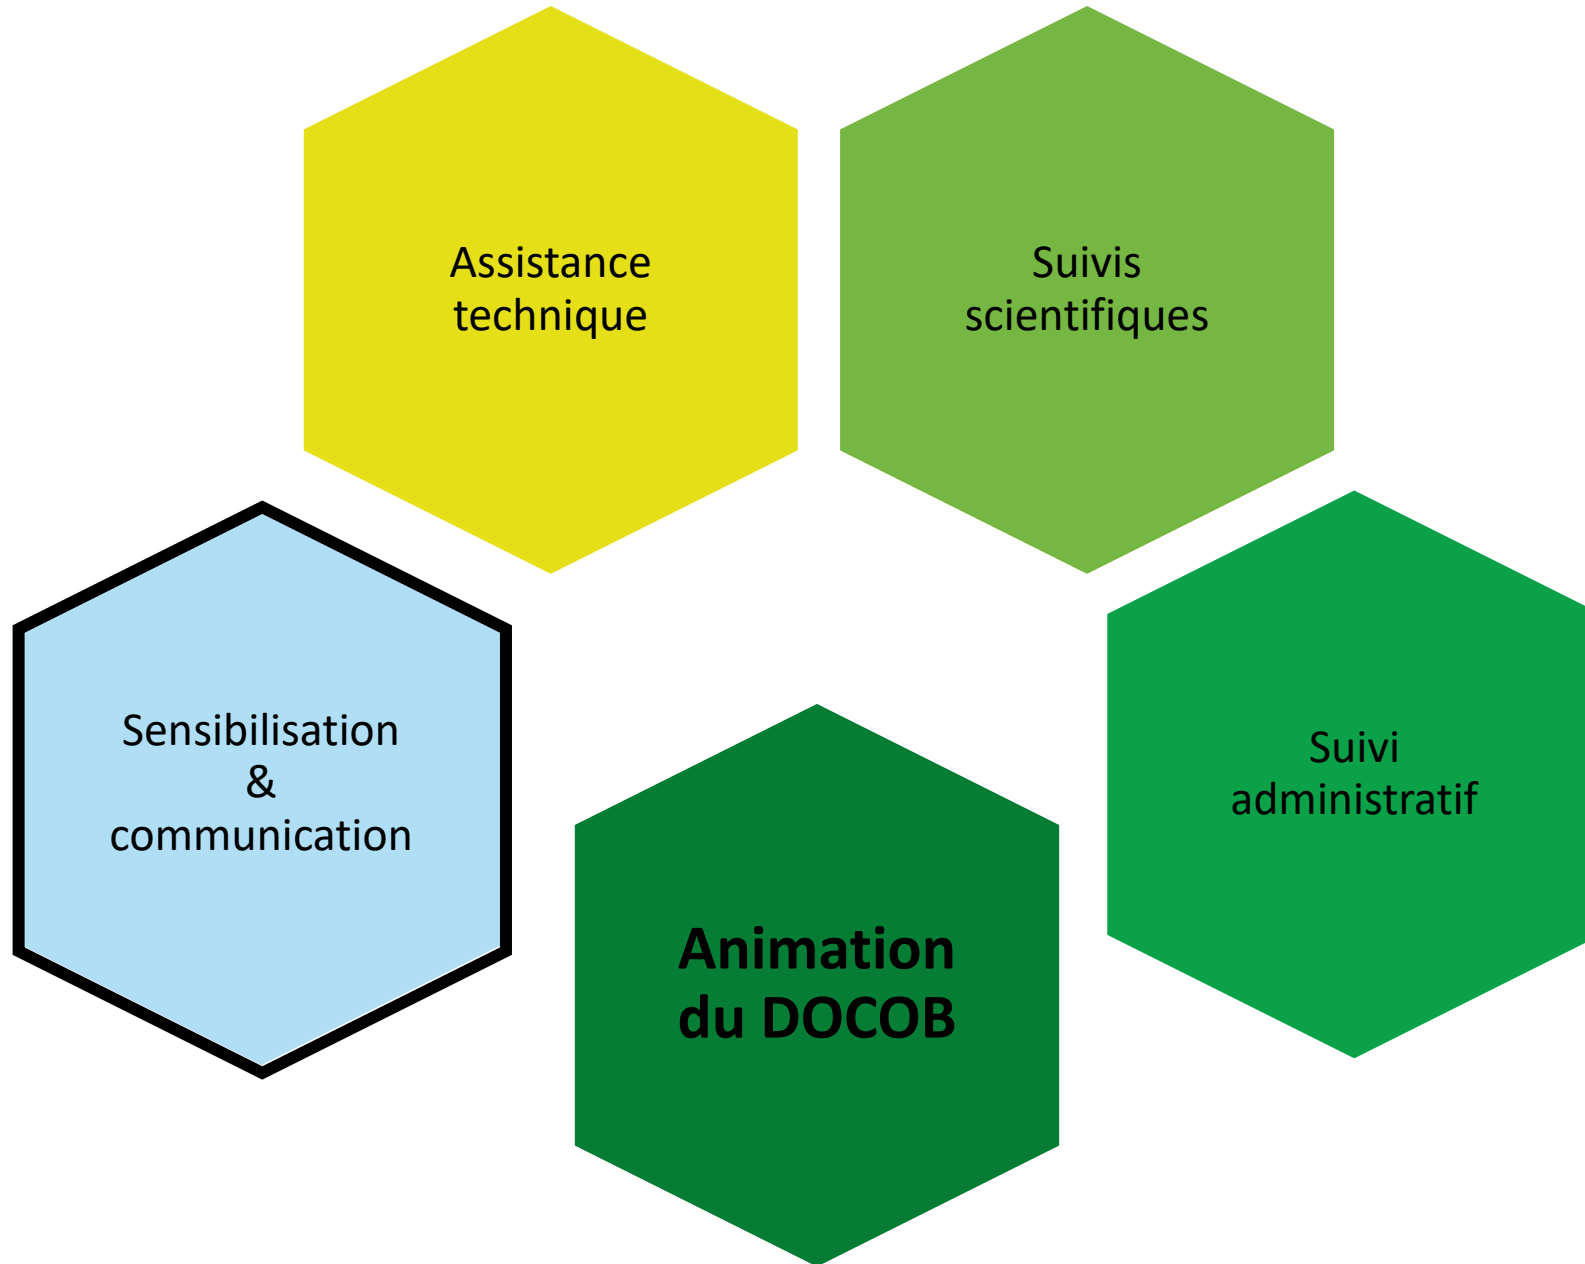 Assistance
technique
Suivis
scientifiques
Sensibilisation
&
communication
Suivi
administratif
Animation
du DOCOB